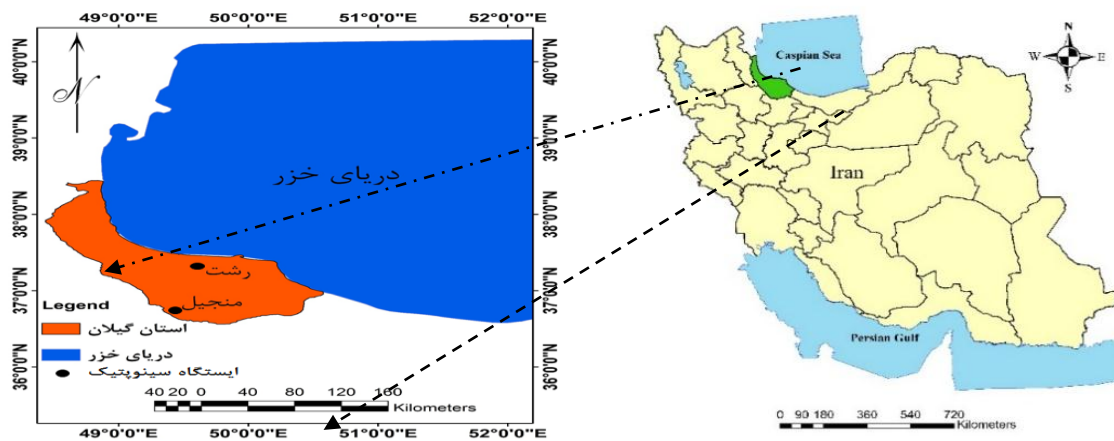 49°0'0"E 50°0'0"E 51°0'0"E 52°0'0"E
40°0'0"N
39°0'0"N
38°0'0"N
37°0'0"N
36°0'0"N
N
دریای خزر
رشت
منجیل
Legend
استان گیلان
دریای خزر
ایستگاه سینوپتیک
40 20 0 40 80 120 160
Kilometers
40°0'0"N
39°0'0"N
38°0'0"N
37°0'0"N
36°0'0"N
49°0'0"E 50°0'0"E 51°0'0"E 52°0'0"E
Caspian Sea
N
W E
S
Iran
Persian Gulf
0 90 180 360 540 720
Kilometers